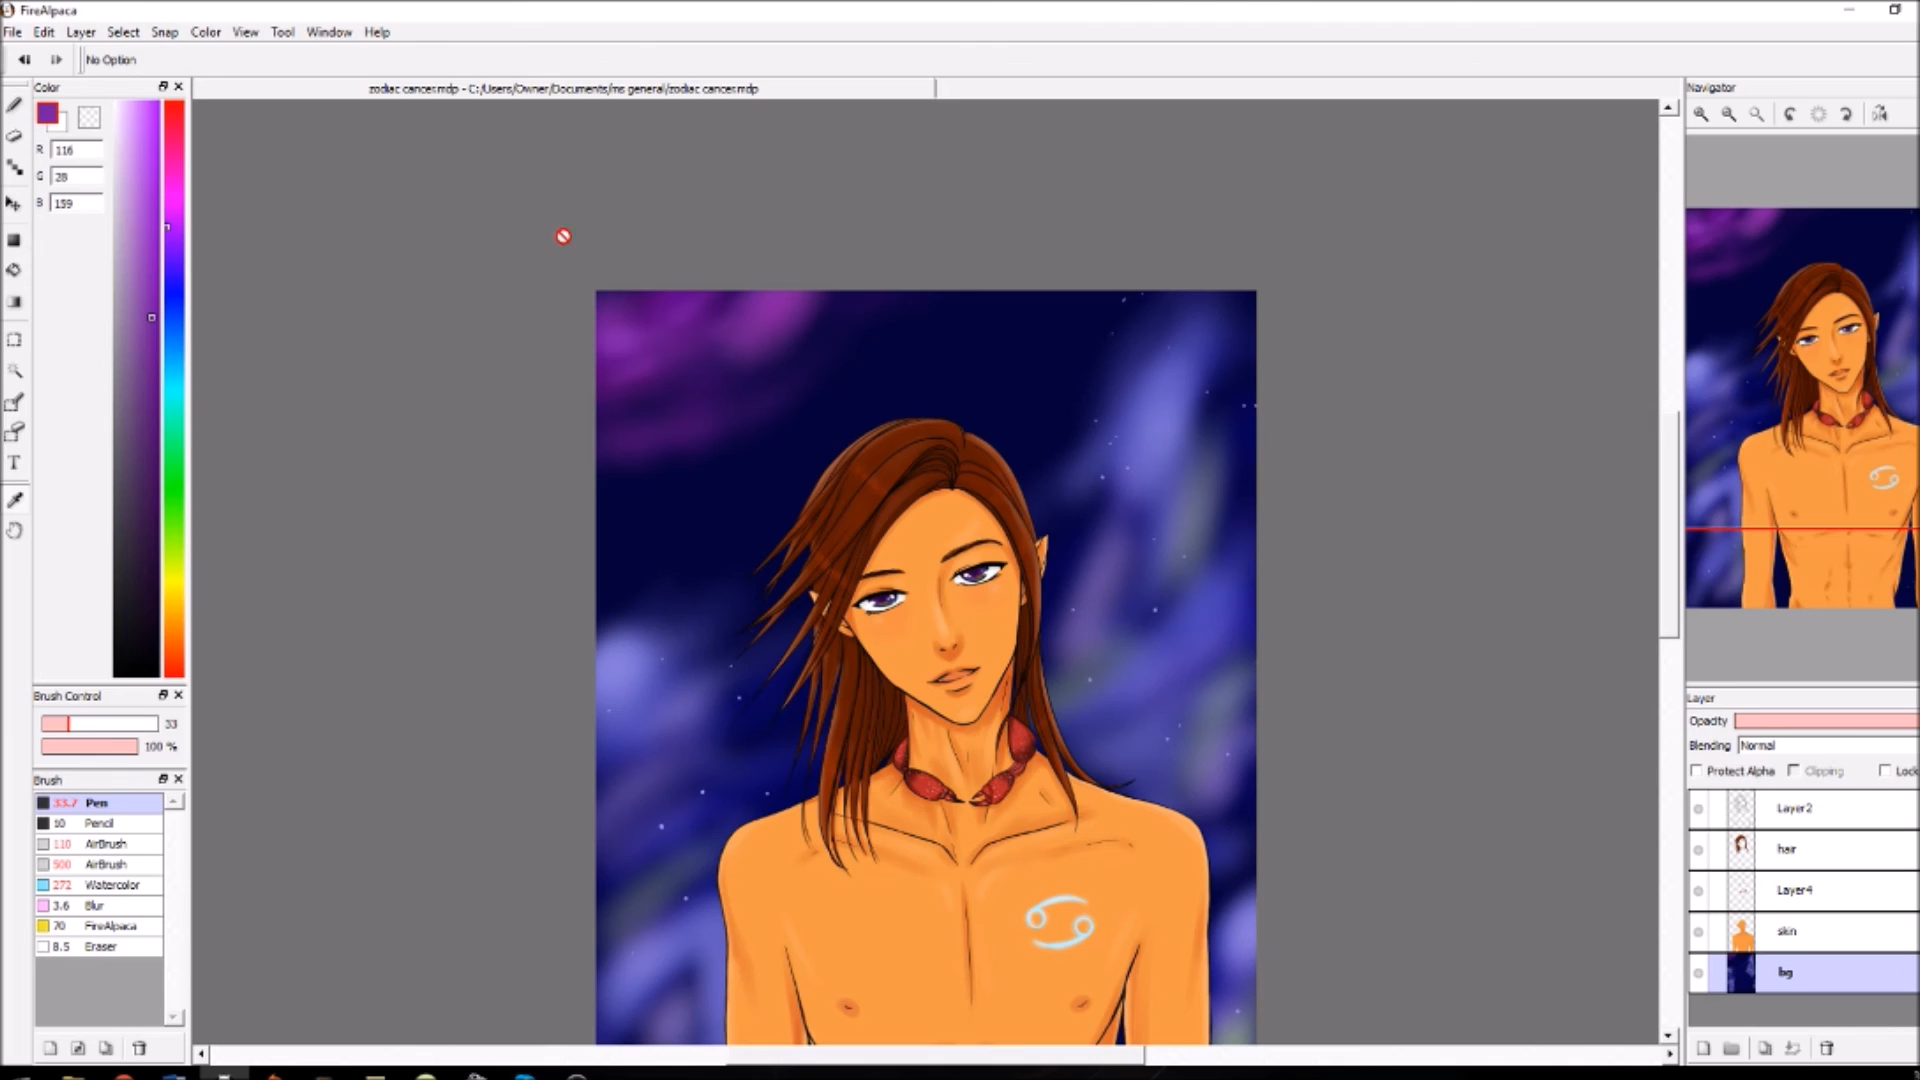 FireAlpaca
File Edit Layer Select Snap Color View Tool Window Help
No Option
Color
zodiac cancer.mdp - C:/Users/Owner/Documents/ms general/zodiac cancer.mdp
Navigator
R 116
G 28
B 159
Brush Control
33
100 %
Brush
33.7 Pen
10 Pencil
110 AirBrush
500 AirBrush
272 Watercolor
3.6 Blur
70 FireAlpaca
8.5 Eraser
Layer
Opacity
Blending Normal
Protect Alpha Clipping Lock
Layer2
hair
Layer4
skin
bg